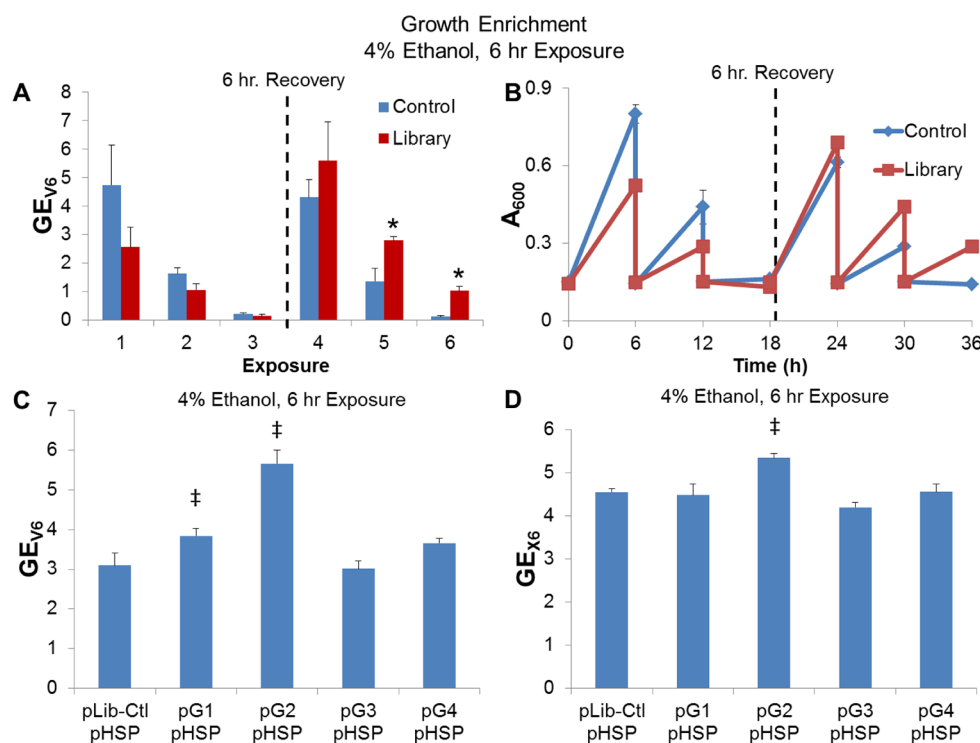 Growth Enrichment
4% Ethanol, 6 hr Exposure
A
6 hr. Recovery
Control
Library
GEV6
8
7
6
5
4
3
2
1
0
*
*
1 2 3 4 5 6
Exposure
B
6 hr. Recovery
Control
Library
A600
0.9
0.6
0.3
0
0 6 12 18 24 30 36
Time (h)
C
4% Ethanol, 6 hr Exposure
GEV6
7
6
5
4
3
2
1
0
‡
‡
pLib-Ctl pG1 pG2 pG3 pG4
pHSP pHSP pHSP pHSP pHSP
D
4% Ethanol, 6 hr Exposure
GEX6
6
5
4
3
2
1
0
‡
pLib-Ctl pG1 pG2 pG3 pG4
pHSP pHSP pHSP pHSP pHSP